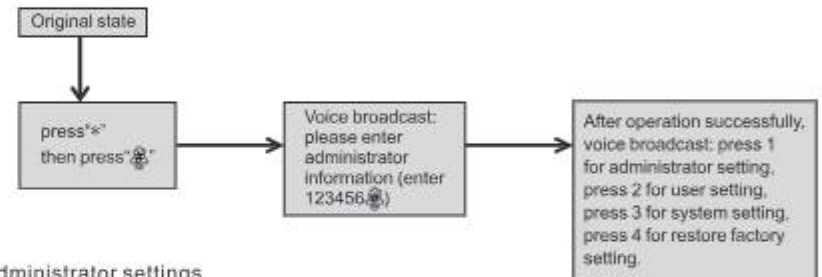 Original state
press"*"
then press" "
Voice broadcast:
please enter
administrator
information (enter
123456 )
After operation successfully,
voice broadcast: press 1
for administrator setting,
press 2 for user setting,
press 3 for system setting,
press 4 for restore factory
setting.
dministrator settings